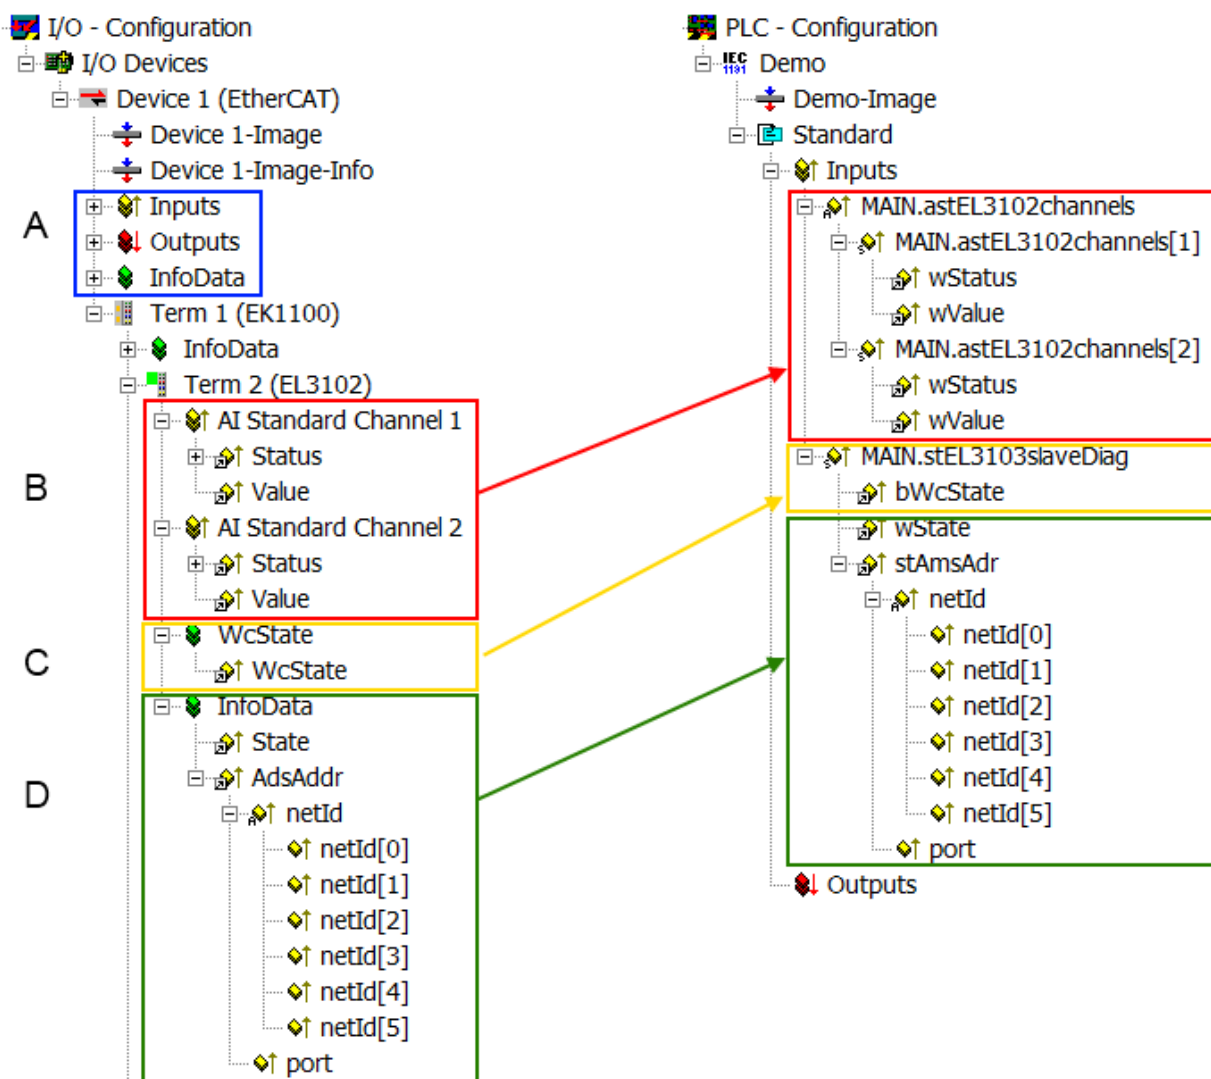 I/O - Configuration
I/O Devices
Device 1 (EtherCAT)
Device 1-Image
Device 1-Image-Info
A
Inputs
Outputs
InfoData
Term 1 (EK1100)
InfoData
Term 2 (EL3102)
B
AI Standard Channel 1
Status
Value
AI Standard Channel 2
Status
Value
C
WcState
WcState
D
InfoData
State
AdsAddr
netId
netId[0]
netId[1]
netId[2]
netId[3]
netId[4]
netId[5]
port
PLC - Configuration
IEC
1131
Demo
Demo-Image
Standard
Inputs
MAIN.astEL3102channels
MAIN.astEL3102channels[1]
wStatus
wValue
MAIN.astEL3102channels[2]
wStatus
wValue
MAIN.stEL3103slaveDiag
bWcState
wState
stAmsAdr
netId
netId[0]
netId[1]
netId[2]
netId[3]
netId[4]
netId[5]
port
Outputs